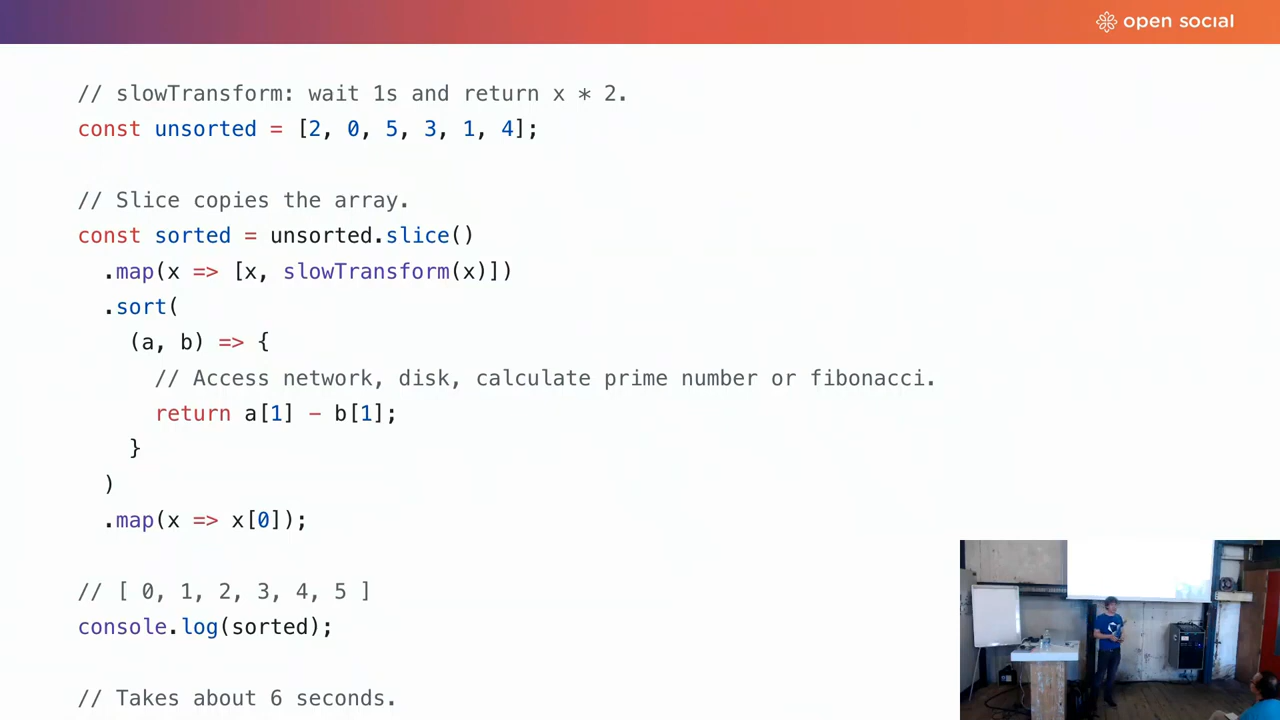 open social
// slowTransform: wait 1s and return x * 2.
const unsorted = [2, 0, 5, 3, 1, 4];
// Slice copies the array.
const sorted = unsorted.slice()
  .map(x => [x, slowTransform(x)])
  .sort(
    (a, b) => {
      // Access network, disk, calculate prime number or fibonacci.
      return a[1] - b[1];
    }
  )
  .map(x => x[0]);
// [ 0, 1, 2, 3, 4, 5 ]
console.log(sorted);
// Takes about 6 seconds.